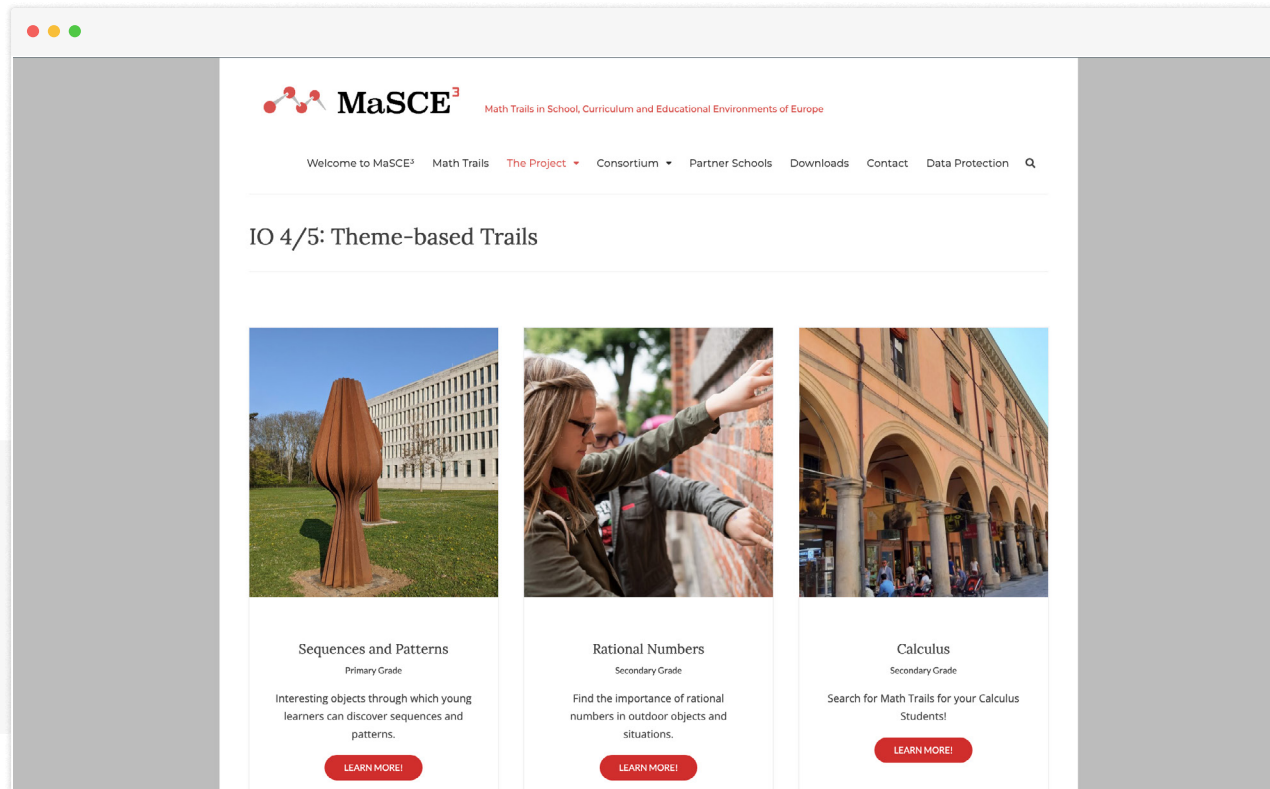 MaSCE³
Math Trails in School, Curriculum and Educational Environments of Europe
Welcome to MaSCE³ Math Trails The Project Consortium Partner Schools Downloads Contact Data Protection
IO 4/5: Theme-based Trails
Sequences and Patterns
Primary Grade
Interesting objects through which young
learners can discover sequences and
patterns.
LEARN MORE!
Rational Numbers
Secondary Grade
Find the importance of rational
numbers in outdoor objects and
situations.
LEARN MORE!
Calculus
Secondary Grade
Search for Math Trails for your Calculus
Students!
LEARN MORE!